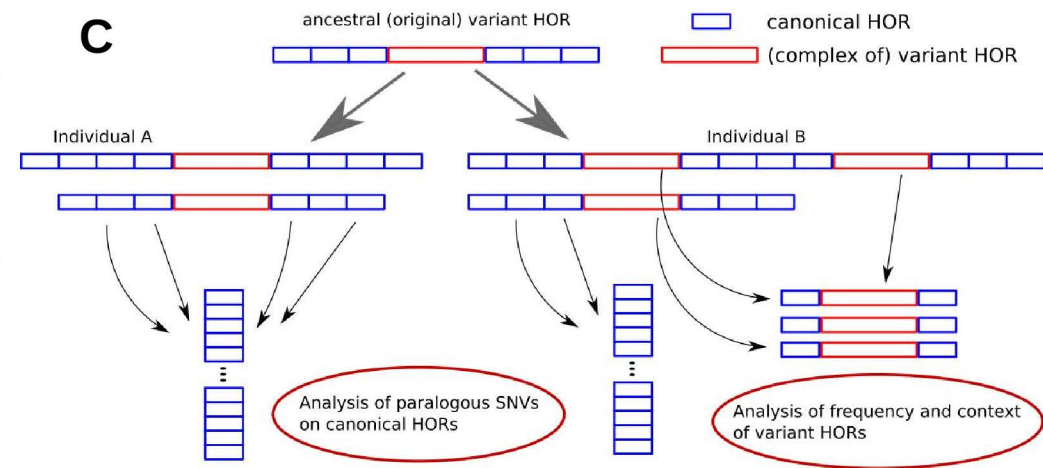 C
ancestral (original) variant HOR
canonical HOR
(complex of) variant HOR
Individual A
Individual B
Analysis of paralogous SNVs
on canonical HORs
Analysis of frequency and context
of variant HORs